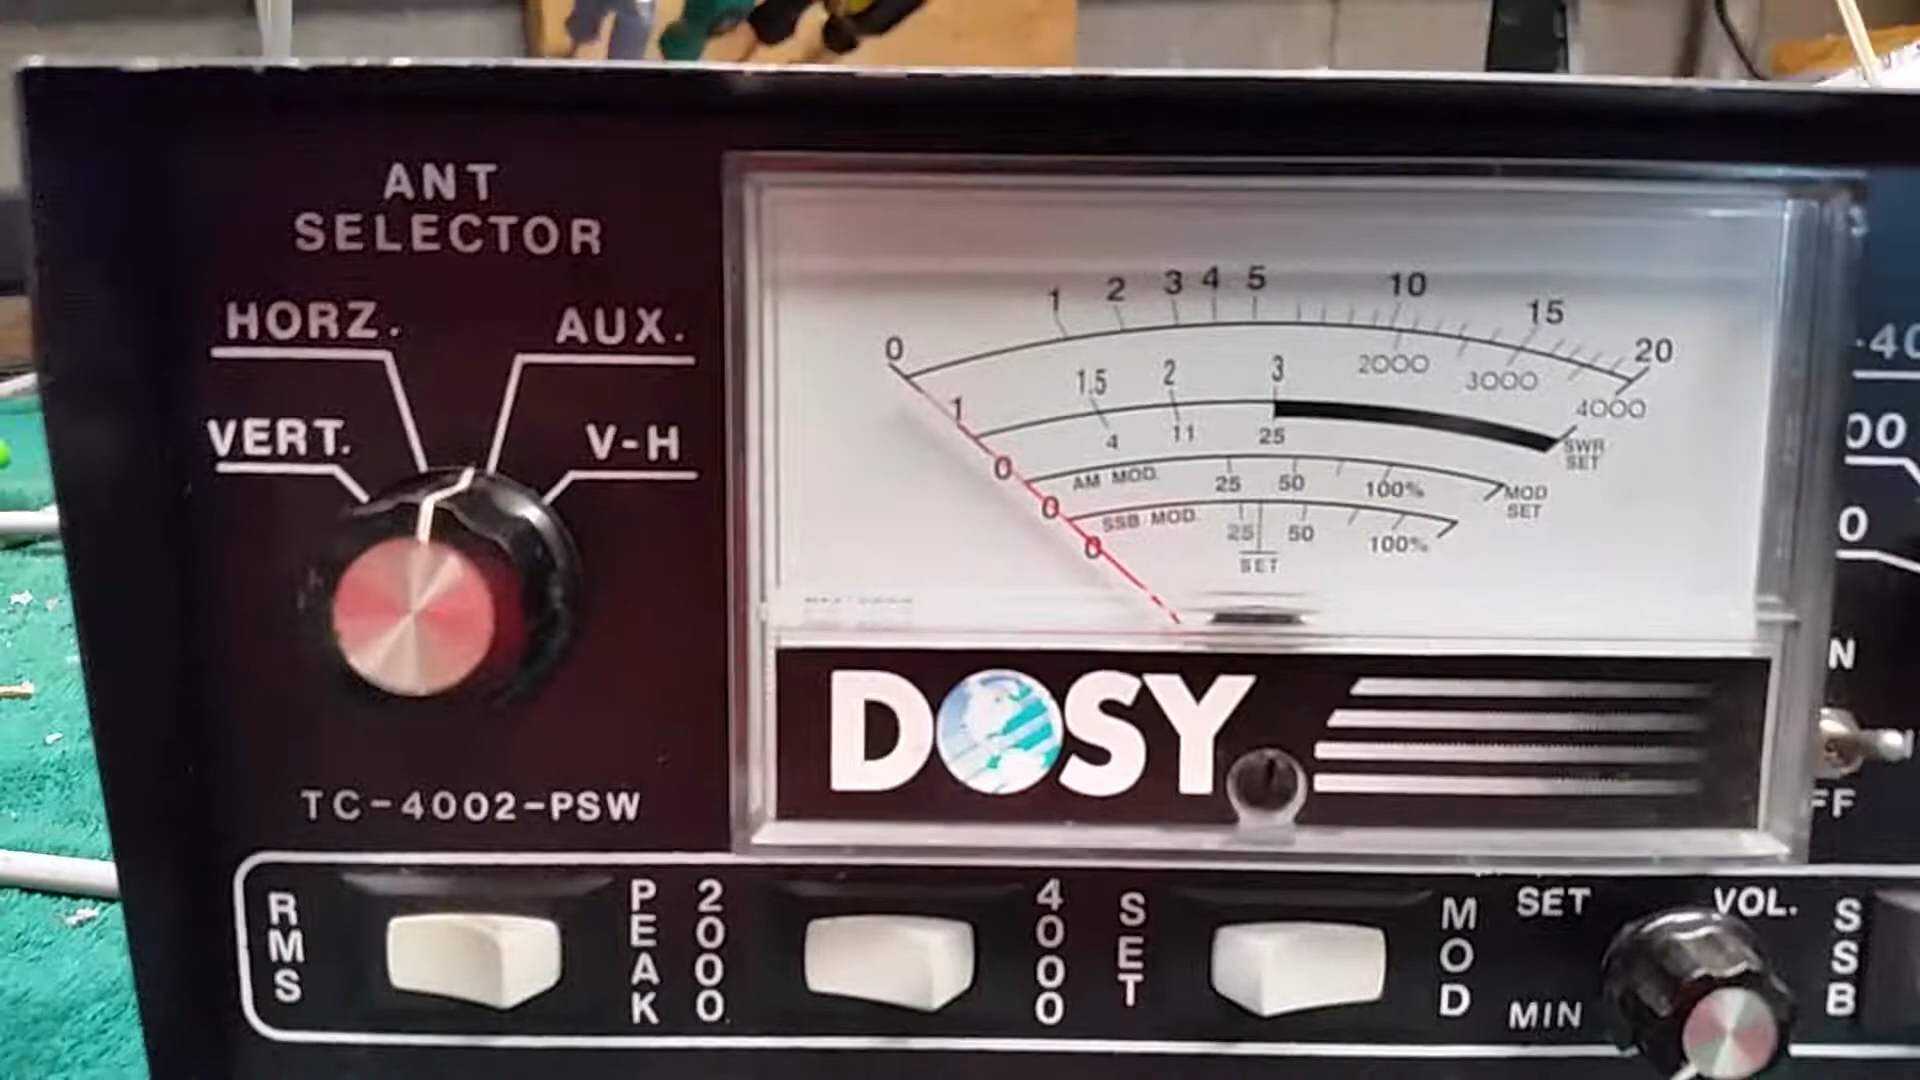 ANT
SELECTOR
HORZ.
AUX.
VERT.
V-H
TC-4002-PSW
0 1 2 3 4 5 10 15 20
1 1.5 2 3 2000 3000 4000
0 4 11 25
SWR
SET
0 AM MOD. 25 50 100%
MOD
SET
0 SSB MOD. 25 50 100%
SET
DOSY
RMS
PEAK
2000
4000
SET
MOD
SET
VOL.
MIN
SSB